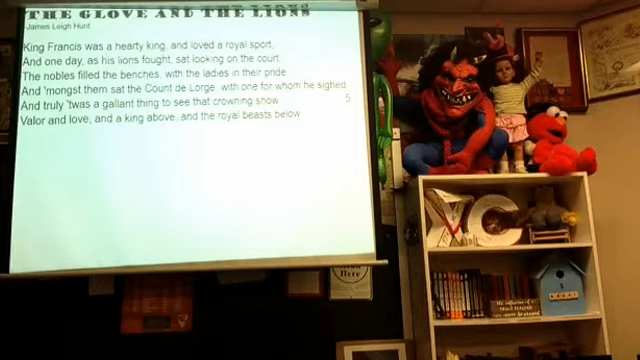 THE GLOVE AND THE LIONS
-James Leigh Hunt
King Francis was a hearty king, and loved a royal sport,
And one day, as his lions fought, sat looking on the court.
The nobles filled the benches, with the ladies in their pride
And 'mongst them sat the Count de Lorge, with one for whom he sighed
And truly 'twas a gallant thing to see that crowning show 5
Valor and love, and a king above, and the royal beasts below
Here